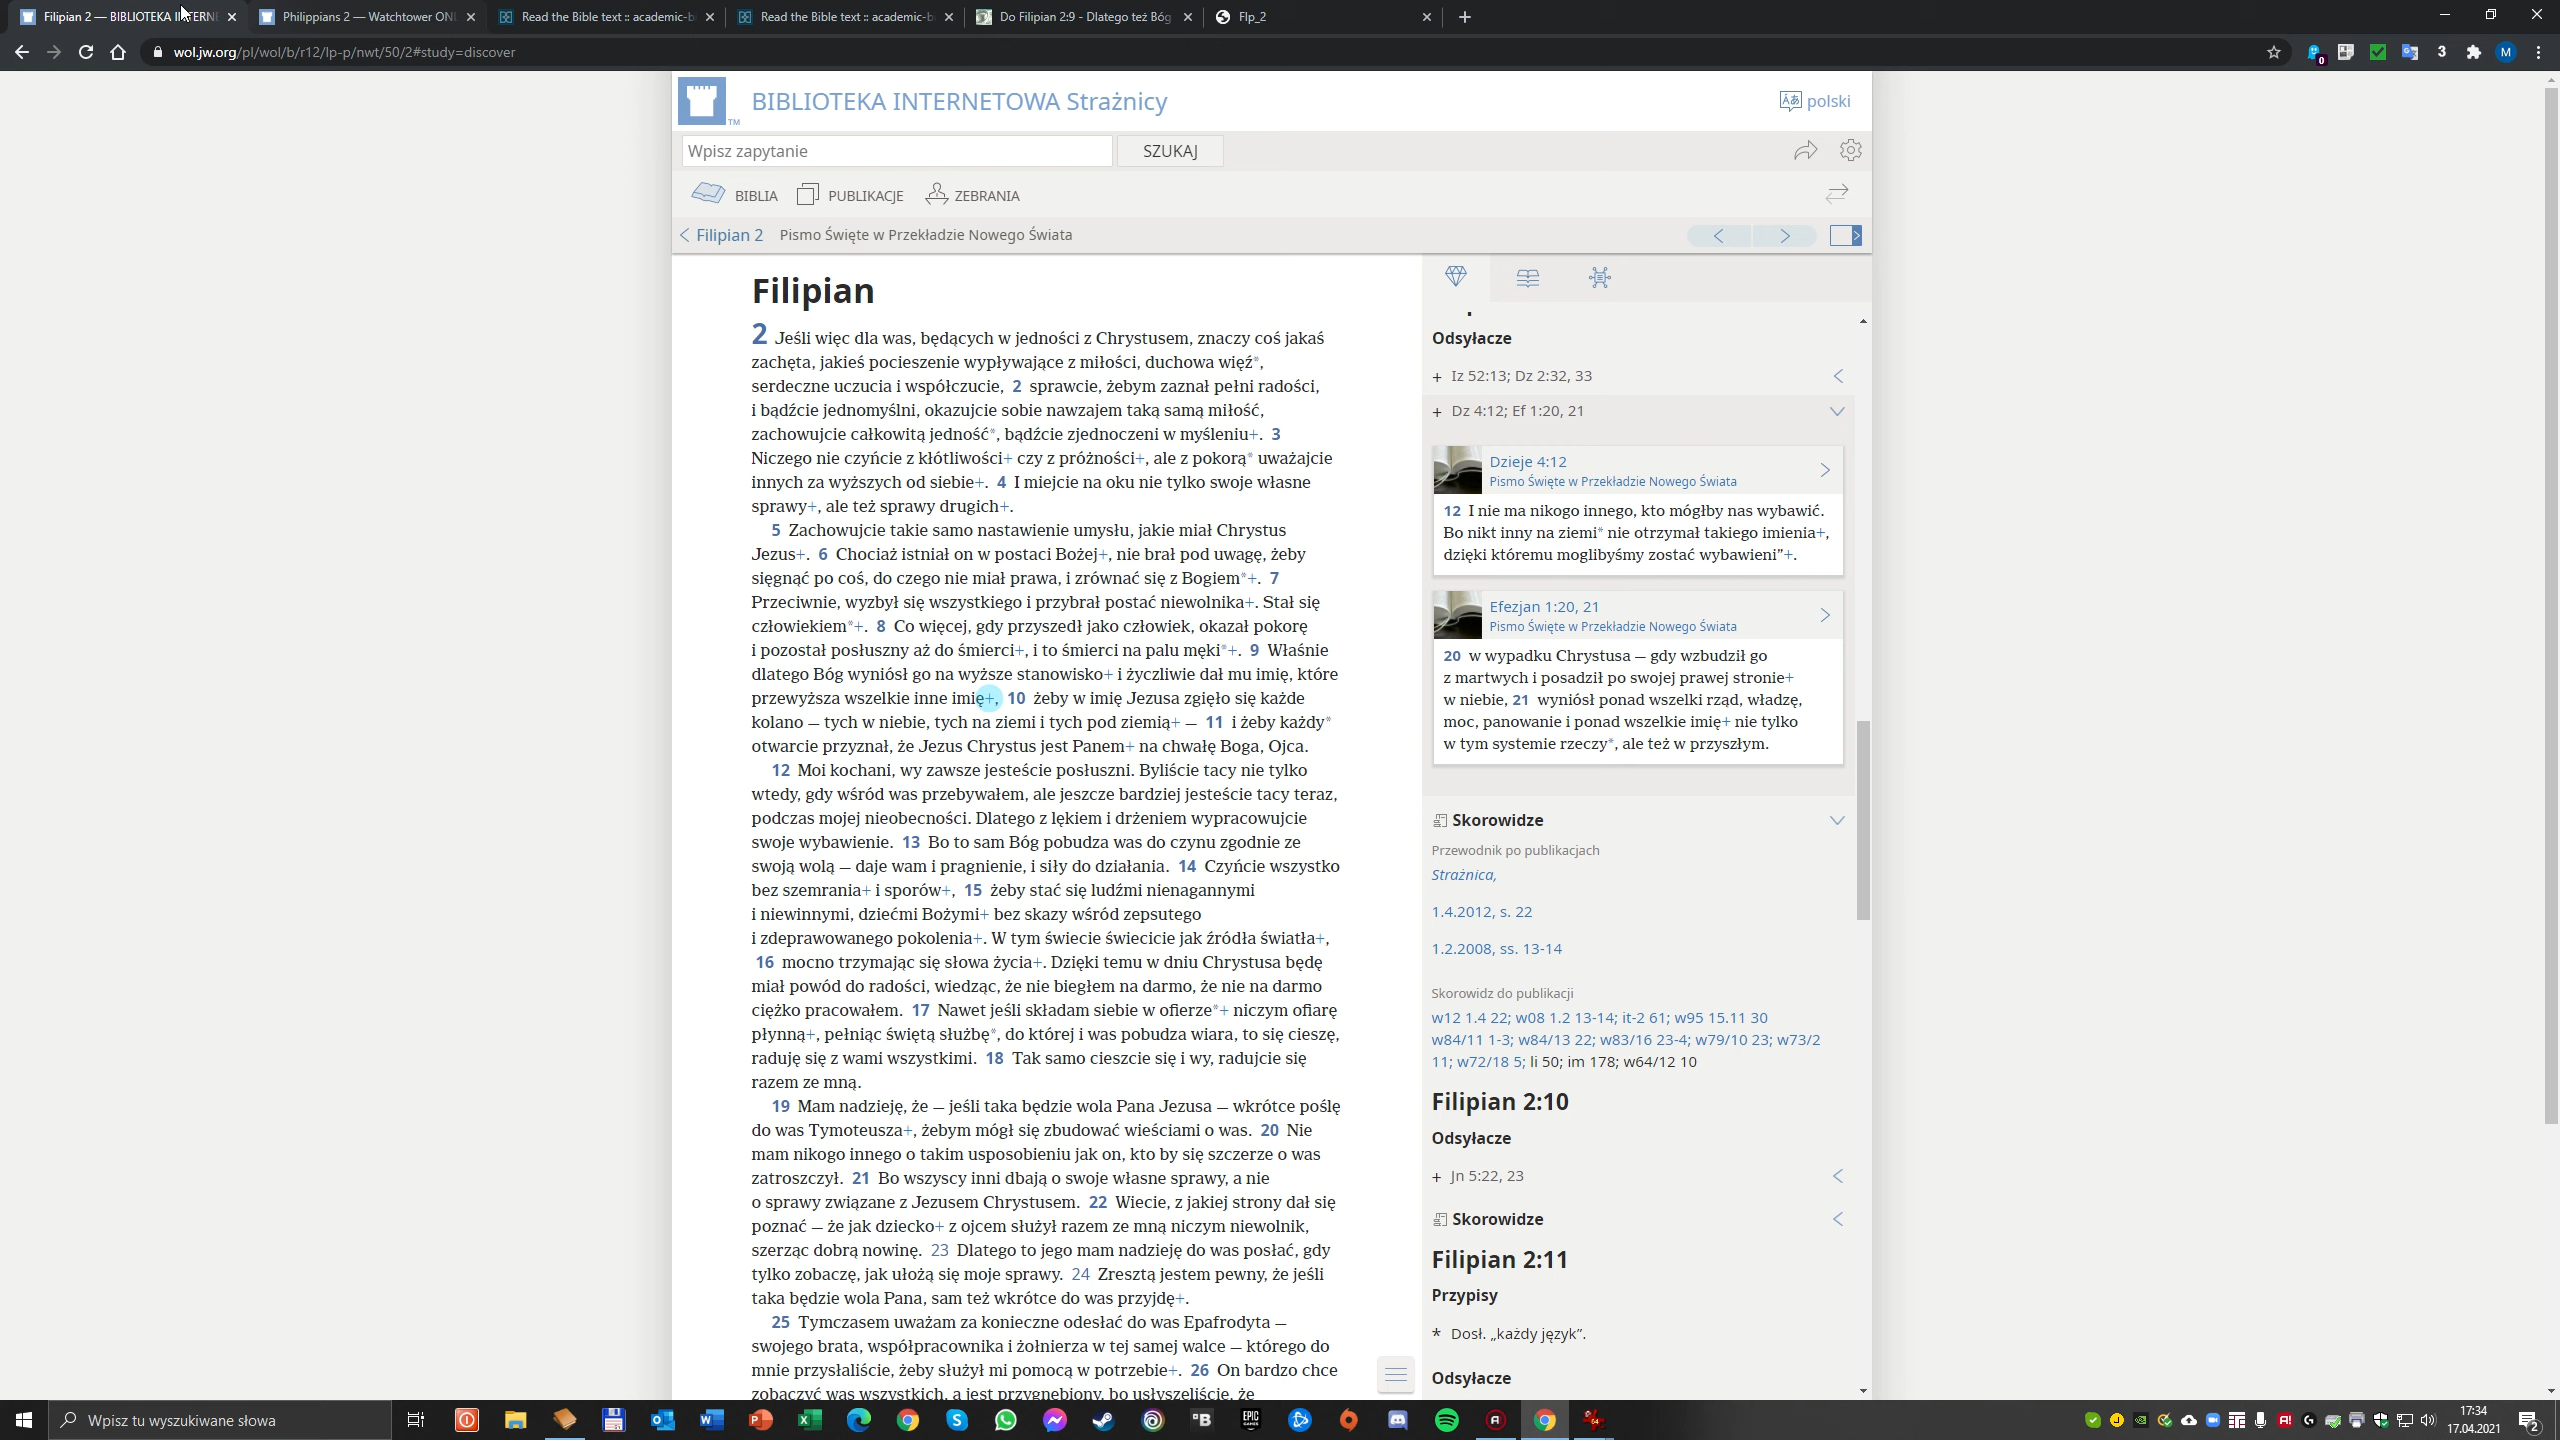 Filipian 2 — BIBLIOTEKA INTERNE
Philippians 2 — Watchtower ONL
Read the Bible text :: academic-b
Read the Bible text :: academic-b
Do Filipian 2:9 - Dlatego też Bóg
Flp_2
wol.jw.org/pl/wol/b/r12/lp-p/nwt/50/2#study=discover
0
3
M
BIBLIOTEKA INTERNETOWA Strażnicy
TM
polski
Wpisz zapytanie
SZUKAJ
BIBLIA
PUBLIKACJE
ZEBRANIA
Filipian 2
Pismo Święte w Przekładzie Nowego Świata
Filipian
2 Jeśli więc dla was, będących w jedności z Chrystusem, znaczy coś jakaś
zachęta, jakieś pocieszenie wypływające z miłości, duchowa więź*,
serdeczne uczucia i współczucie, 2 sprawcie, żebym zaznał pełni radości,
i bądźcie jednomyślni, okazujcie sobie nawzajem taką samą miłość,
zachowujcie całkowitą jedność*, bądźcie zjednoczeni w myśleniu+. 3
Niczego nie czyńcie z kłótliwości+ czy z próżności+, ale z pokorą* uważajcie
innych za wyższych od siebie+. 4 I miejcie na oku nie tylko swoje własne
sprawy+, ale też sprawy drugich+.
5 Zachowujcie takie samo nastawienie umysłu, jakie miał Chrystus
Jezus+. 6 Chociaż istniał on w postaci Bożej+, nie brał pod uwagę, żeby
sięgnąć po coś, do czego nie miał prawa, i zrównać się z Bogiem*+. 7
Przeciwnie, wyzbył się wszystkiego i przybrał postać niewolnika+. Stał się
człowiekiem*+. 8 Co więcej, gdy przyszedł jako człowiek, okazał pokorę
i pozostał posłuszny aż do śmierci+, i to śmierci na palu męki*+. 9 Właśnie
dlatego Bóg wyniósł go na wyższe stanowisko+ i życzliwie dał mu imię, które
przewyższa wszelkie inne imię+, 10 żeby w imię Jezusa zgięło się każde
kolano — tych w niebie, tych na ziemi i tych pod ziemią+ — 11 i żeby każdy*
otwarcie przyznał, że Jezus Chrystus jest Panem+ na chwałę Boga, Ojca.
12 Moi kochani, wy zawsze jesteście posłuszni. Byliście tacy nie tylko
wtedy, gdy wśród was przebywałem, ale jeszcze bardziej jesteście tacy teraz,
podczas mojej nieobecności. Dlatego z lękiem i drżeniem wypracowujcie
swoje wybawienie. 13 Bo to sam Bóg pobudza was do czynu zgodnie ze
swoją wolą — daje wam i pragnienie, i siły do działania. 14 Czyńcie wszystko
bez szemrania+ i sporów+, 15 żeby stać się ludźmi nienagannymi
i niewinnymi, dziećmi Bożymi+ bez skazy wśród zepsutego
i zdeprawowanego pokolenia+. W tym świecie świecicie jak źródła światła+,
16 mocno trzymając się słowa życia+. Dzięki temu w dniu Chrystusa będę
miał powód do radości, wiedząc, że nie biegłem na darmo, że nie na darmo
ciężko pracowałem. 17 Nawet jeśli składam siebie w ofierze*+ niczym ofiarę
płynną+, pełniąc świętą służbę*, do której i was pobudza wiara, to się cieszę,
raduję się z wami wszystkimi. 18 Tak samo cieszcie się i wy, radujcie się
razem ze mną.
19 Mam nadzieję, że — jeśli taka będzie wola Pana Jezusa — wkrótce poślę
do was Tymoteusza+, żebym mógł się zbudować wieściami o was. 20 Nie
mam nikogo innego o takim usposobieniu jak on, kto by się szczerze o was
zatroszczył. 21 Bo wszyscy inni dbają o swoje własne sprawy, a nie
o sprawy związane z Jezusem Chrystusem. 22 Wiecie, z jakiej strony dał się
poznać — że jak dziecko+ z ojcem służył razem ze mną niczym niewolnik,
szerząc dobrą nowinę. 23 Dlatego to jego mam nadzieję do was posłać, gdy
tylko zobaczę, jak ułożą się moje sprawy. 24 Zresztą jestem pewny, że jeśli
taka będzie wola Pana, sam też wkrótce do was przyjdę+.
25 Tymczasem uważam za konieczne odesłać do was Epafrodyta —
swojego brata, współpracownika i żołnierza w tej samej walce — którego do
mnie przysłaliście, żeby służył mi pomocą w potrzebie+. 26 On bardzo chce
zobaczyć was wszystkich, a jest przygnębiony, bo usłyszeliście, że
Odsyłacze
+ Iz 52:13; Dz 2:32, 33
+ Dz 4:12; Ef 1:20, 21
Dzieje 4:12
Pismo Święte w Przekładzie Nowego Świata
12 I nie ma nikogo innego, kto mógłby nas wybawić.
Bo nikt inny na ziemi* nie otrzymał takiego imienia+,
dzięki któremu moglibyśmy zostać wybawieni”+.
Efezjan 1:20, 21
Pismo Święte w Przekładzie Nowego Świata
20 w wypadku Chrystusa — gdy wzbudził go
z martwych i posadził po swojej prawej stronie+
w niebie, 21 wyniósł ponad wszelki rząd, władzę,
moc, panowanie i ponad wszelkie imię+ nie tylko
w tym systemie rzeczy*, ale też w przyszłym.
Skorowidze
Przewodnik po publikacjach
Strażnica,
1.4.2012, s. 22
1.2.2008, ss. 13-14
Skorowidz do publikacji
w12 1.4 22; w08 1.2 13-14; it-2 61; w95 15.11 30
w84/11 1-3; w84/13 22; w83/16 23-4; w79/10 23; w73/2
11; w72/18 5; li 50; im 178; w64/12 10
Filipian 2:10
Odsyłacze
+ Jn 5:22, 23
Skorowidze
Filipian 2:11
Przypisy
* Dosł. „każdy język”.
Odsyłacze
Wpisz tu wyszukiwane słowa
17:34
17.04.2021
2